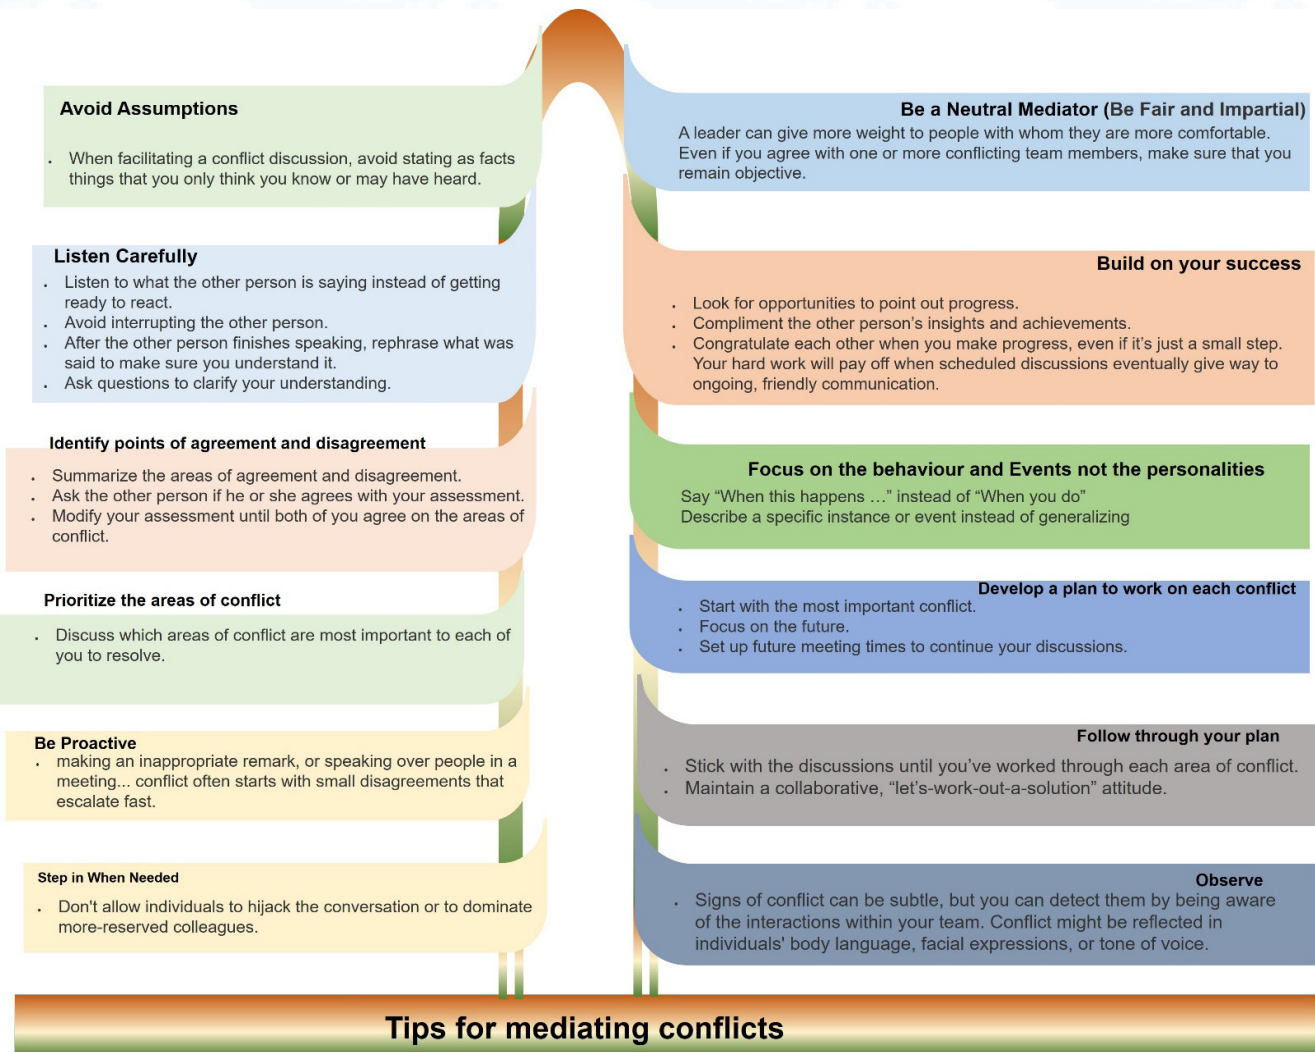 Avoid Assumptions
. When facilitating a conflict discussion, avoid stating as facts
things that you only think you know or may have heard.
Listen Carefully
. Listen to what the other person is saying instead of getting
ready to react.
. Avoid interrupting the other person.
. After the other person finishes speaking, rephrase what was
said to make sure you understand it.
. Ask questions to clarify your understanding.
Identify points of agreement and disagreement
. Summarize the areas of agreement and disagreement.
. Ask the other person if he or she agrees with your assessment.
. Modify your assessment until both of you agree on the areas of
conflict.
Prioritize the areas of conflict
. Discuss which areas of conflict are most important to each of
you to resolve.
Be Proactive
. making an inappropriate remark, or speaking over people in a
meeting... conflict often starts with small disagreements that
escalate fast.
Step in When Needed
. Don't allow individuals to hijack the conversation or to dominate
more-reserved colleagues.
Be a Neutral Mediator (Be Fair and Impartial)
A leader can give more weight to people with whom they are more comfortable.
Even if you agree with one or more conflicting team members, make sure that you
remain objective.
Build on your success
. Look for opportunities to point out progress.
. Compliment the other person’s insights and achievements.
. Congratulate each other when you make progress, even if it’s just a small step.
Your hard work will pay off when scheduled discussions eventually give way to
ongoing, friendly communication.
Focus on the behaviour and Events not the personalities
Say “When this happens …” instead of “When you do”
Describe a specific instance or event instead of generalizing
Develop a plan to work on each conflict
. Start with the most important conflict.
. Focus on the future.
. Set up future meeting times to continue your discussions.
Follow through your plan
. Stick with the discussions until you’ve worked through each area of conflict.
. Maintain a collaborative, “let’s-work-out-a-solution” attitude.
Observe
. Signs of conflict can be subtle, but you can detect them by being aware
of the interactions within your team. Conflict might be reflected in
individuals' body language, facial expressions, or tone of voice.
Tips for mediating conflicts